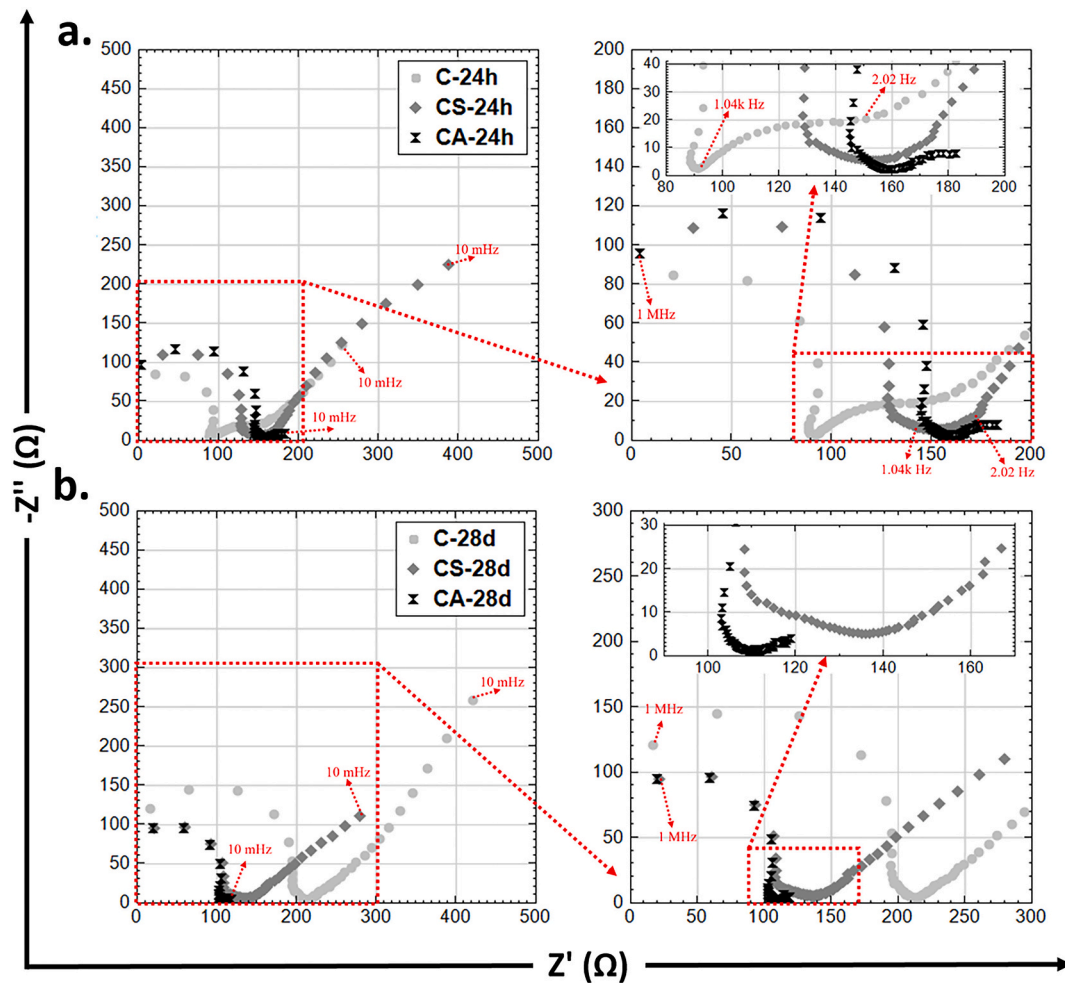 a.
500
450
400
350
300
250
200
150
100
50
0
C-24h
CS-24h
CA-24h
10 mHz
10 mHz
10 mHz
0 100 200 300 400 500
200
180
160
140
120
100
80
60
40
20
0
40
30
20
10
0
1.04k Hz
2.02 Hz
80 100 120 140 160 180 200
1 MHz
1.04k Hz
2.02 Hz
0 50 100 150 200
-Z'' (Ω)
b.
500
450
400
350
300
250
200
150
100
50
0
C-28d
CS-28d
CA-28d
10 mHz
10 mHz
10 mHz
0 100 200 300 400 500
300
250
200
150
100
50
0
30
20
10
0
100 120 140 160
1 MHz
1 MHz
0 50 100 150 200 250 300
Z' (Ω)